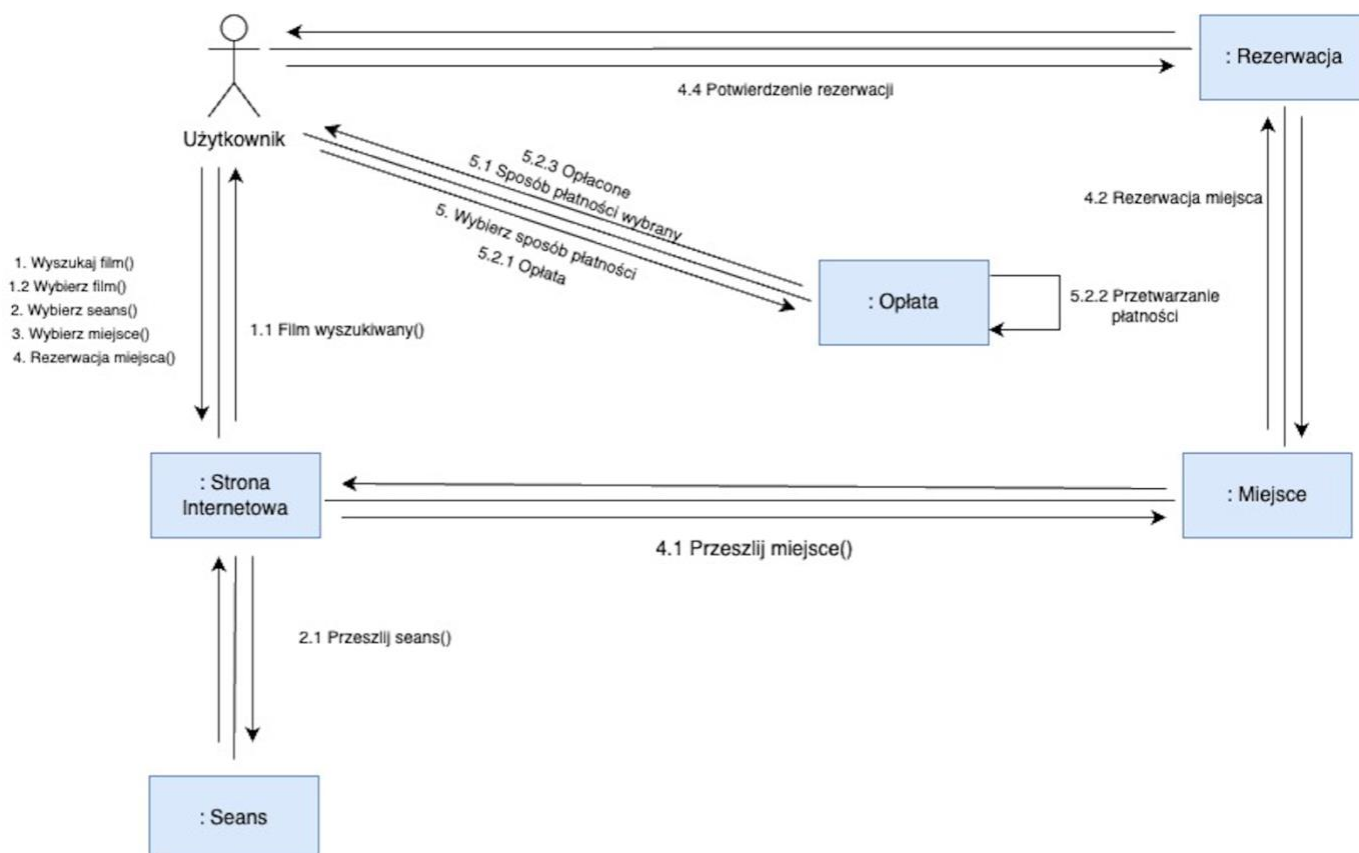 : Rezerwacja
4.4 Potwierdzenie rezerwacji
Użytkownik
5.2.3 Opłacone
5.1 Sposób płatności wybrany
5. Wybierz sposób płatności
5.2.1 Opłata
4.2 Rezerwacja miejsca
1. Wyszukaj film()
1.2 Wybierz film()
2. Wybierz seans()
3. Wybierz miejsce()
4. Rezerwacja miejsca()
1.1 Film wyszukiwany()
: Opłata
5.2.2 Przetwarzanie
płatności
: Strona
Internetowa
: Miejsce
4.1 Przeszlij miejsce()
2.1 Przeszlij seans()
: Seans